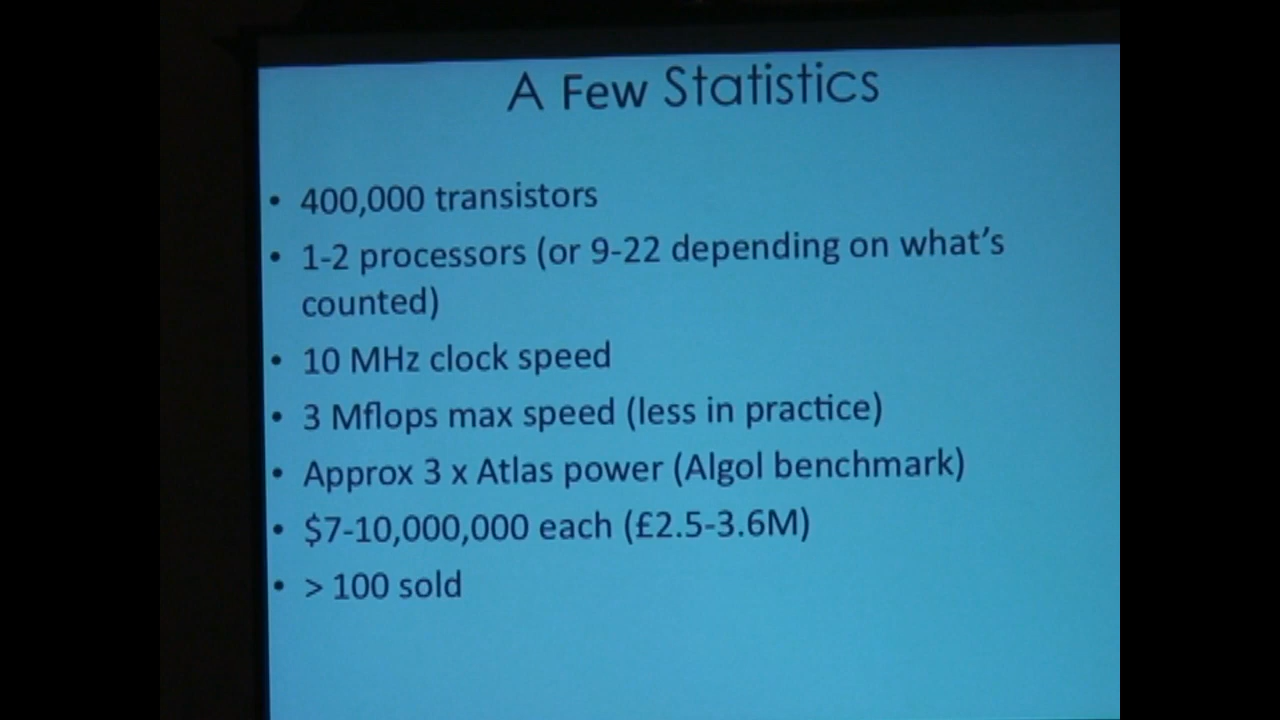 A Few Statistics
• 400,000 transistors
• 1-2 processors (or 9-22 depending on what's
counted)
• 10 MHz clock speed
• 3 Mflops max speed (less in practice)
• Approx 3 x Atlas power (Algol benchmark)
• $7-10,000,000 each (£2.5-3.6M)
• > 100 sold